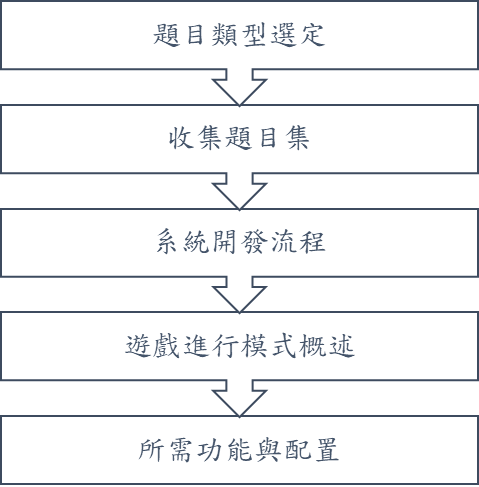 題目類型選定
收集題目集
系統開發流程
遊戲進行模式概述
所需功能與配置